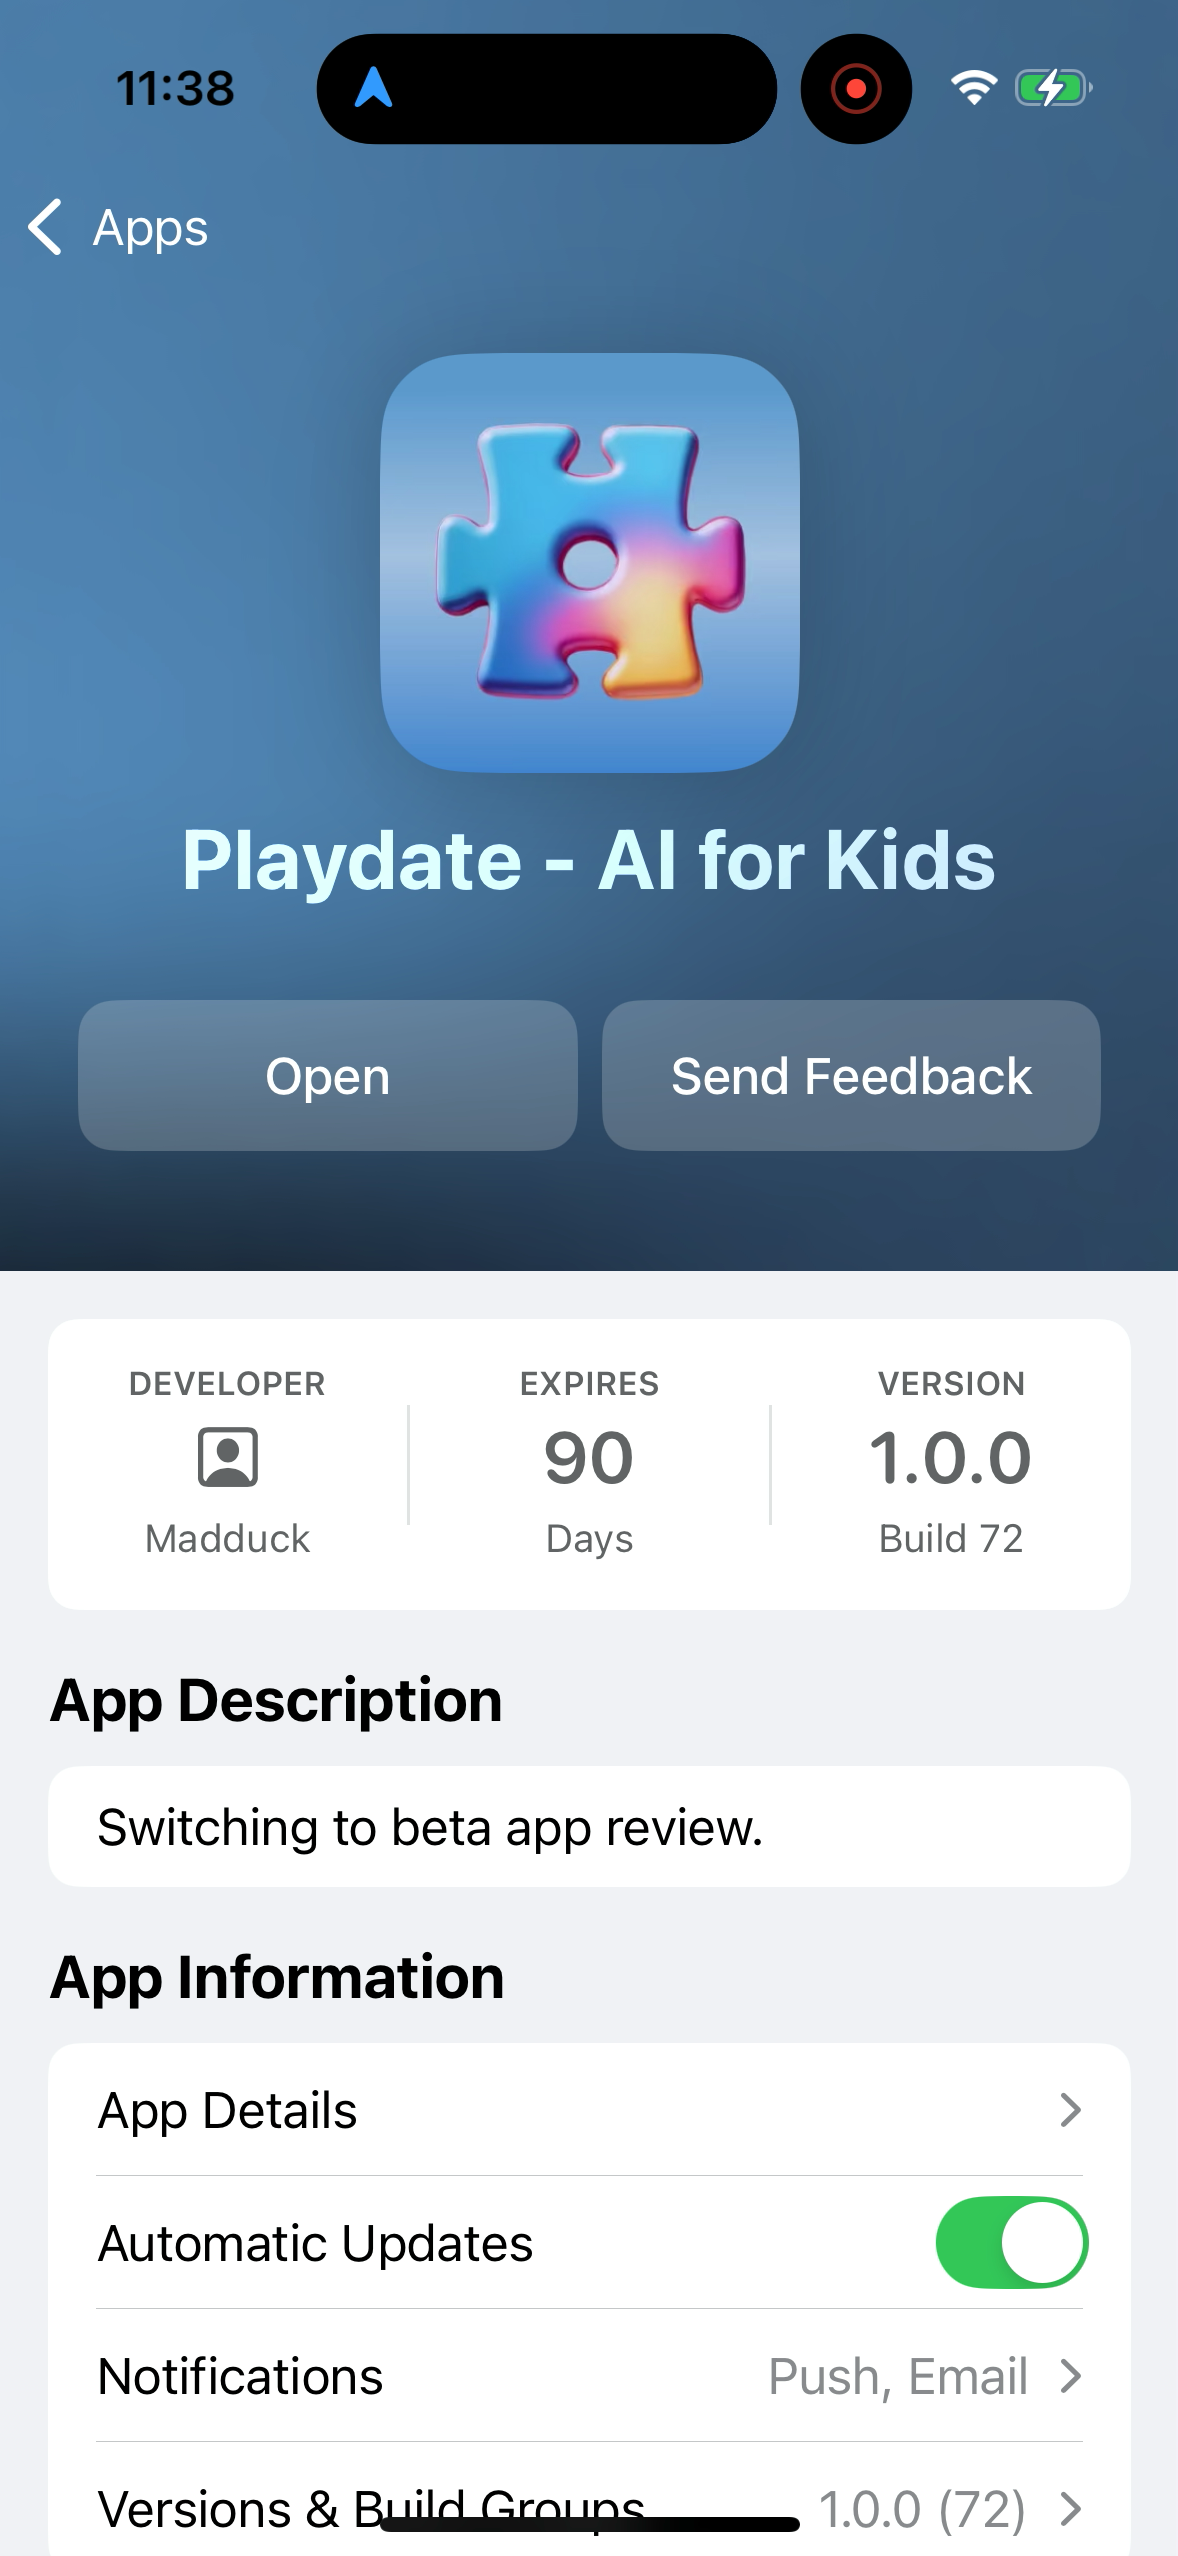 11:38
Apps
Playdate - AI for Kids
Open
Send Feedback
DEVELOPER
Madduck
EXPIRES
90
Days
VERSION
1.0.0
Build 72
App Description
Switching to beta app review.
App Information
App Details
Automatic Updates
Notifications Push, Email
Versions & Build Groups 1.0.0 (72)